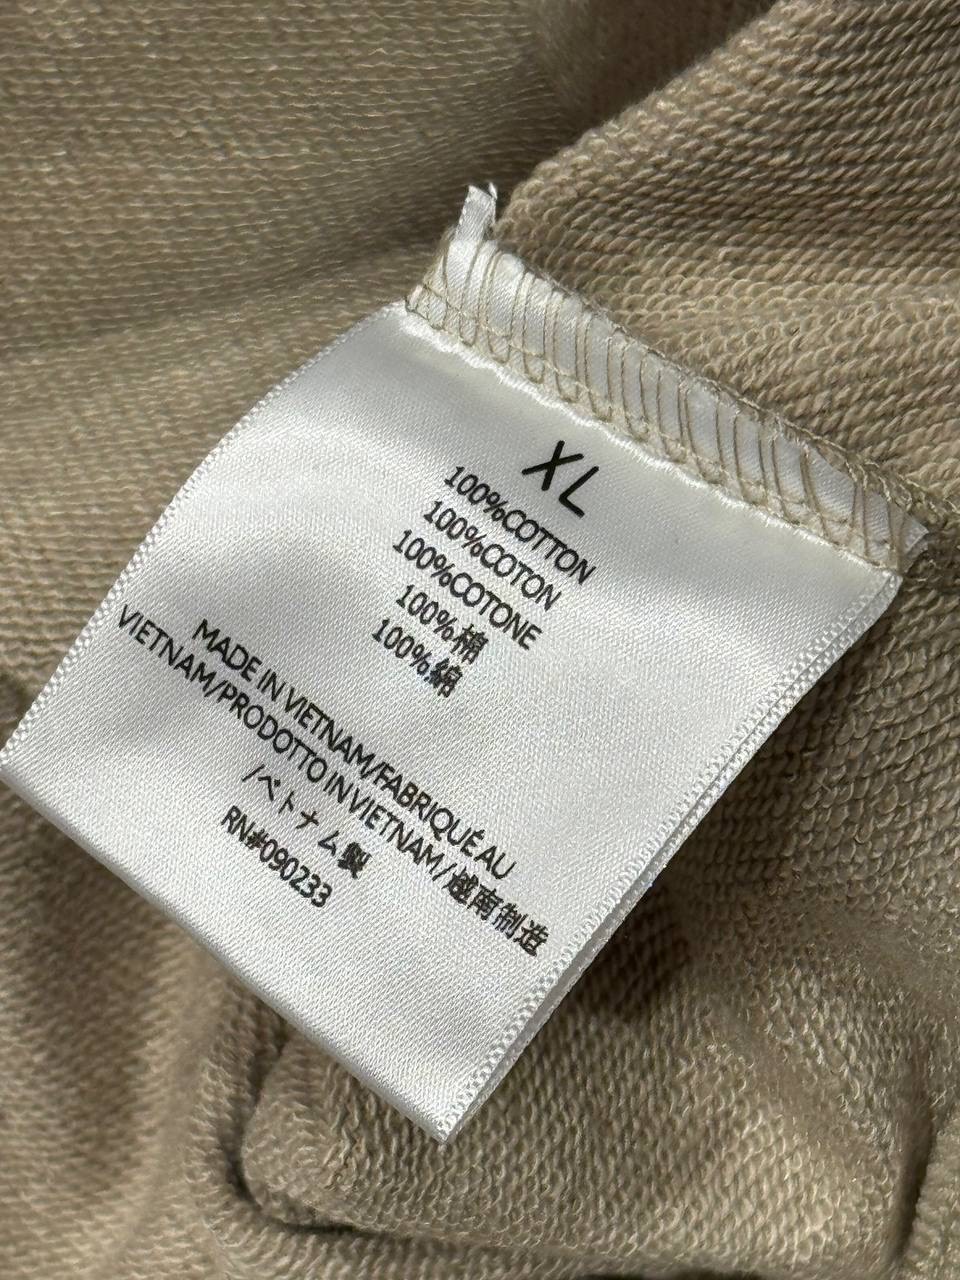 XL
100%COTTON
100%COTON
100%COTONE
100%棉
100%綿
MADE IN VIETNAM/FABRIQUÉ AU
VIETNAM/PRODOTTO IN VIETNAM/越南制造
/ベトナム製
RN#090233